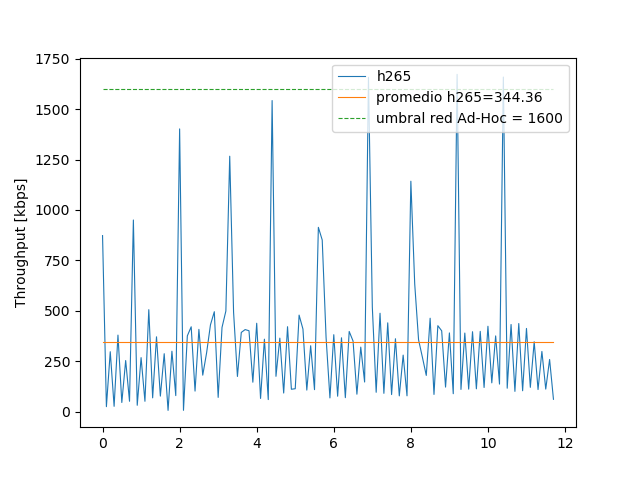 h265
promedio h265=344.36
umbral red Ad-Hoc = 1600
Throughput [kbps]
1750
1500
1250
1000
750
500
250
0
0 2 4 6 8 10 12